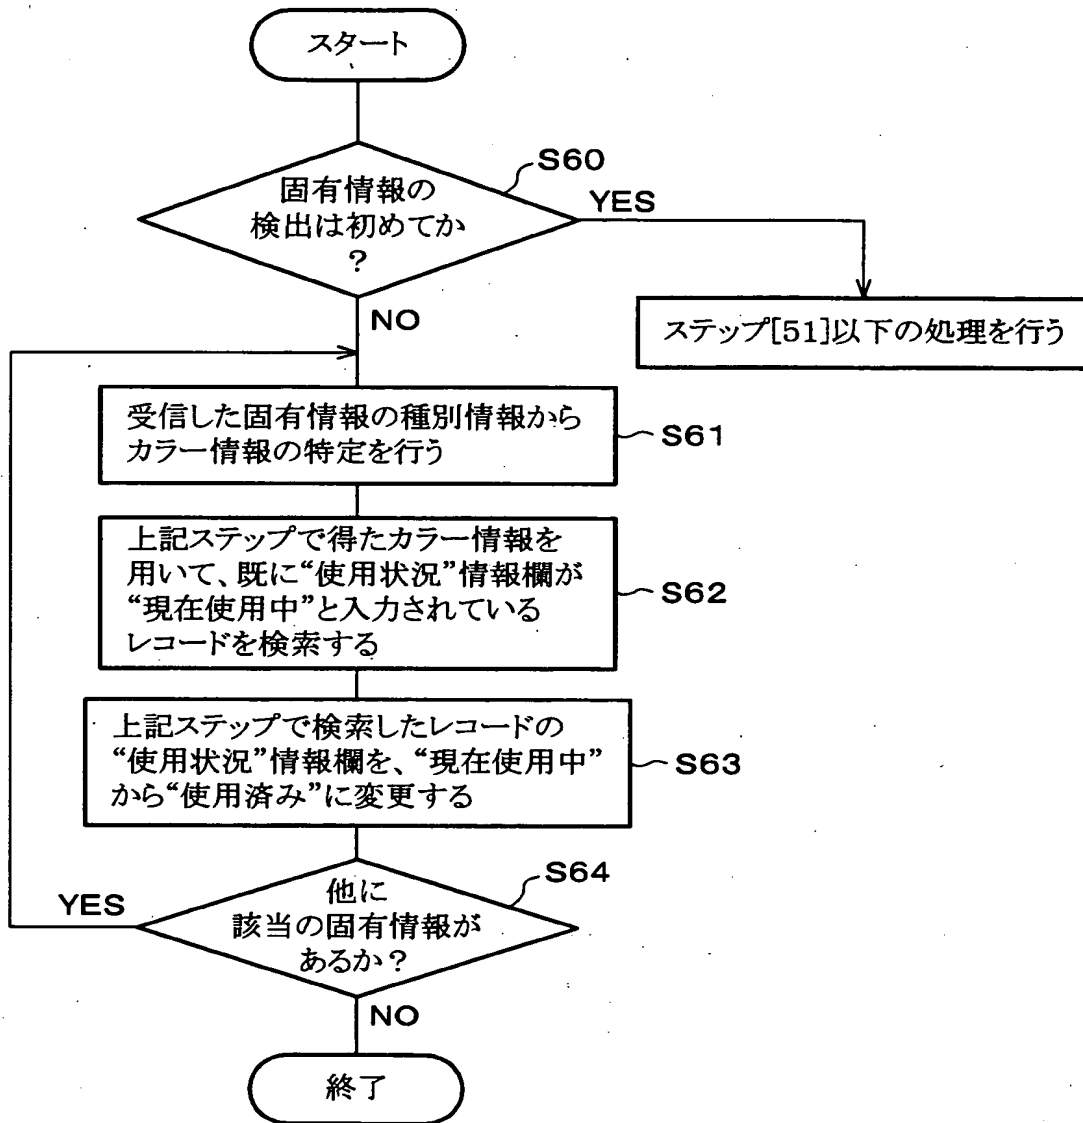 スタート
S60
固有情報の
検出は初めてか
?
YES
NO
ステップ[51]以下の処理を行う
受信した固有情報の種別情報から
カラー情報の特定を行う
S61
上記ステップで得たカラー情報を
用いて、既に“使用状況”情報欄が
“現在使用中”と入力されている
レコードを検索する
S62
上記ステップで検索したレコードの
“使用状況”情報欄を、“現在使用中”
から“使用済み”に変更する
S63
S64
YES
他に
該当の固有情報が
あるか?
NO
終了